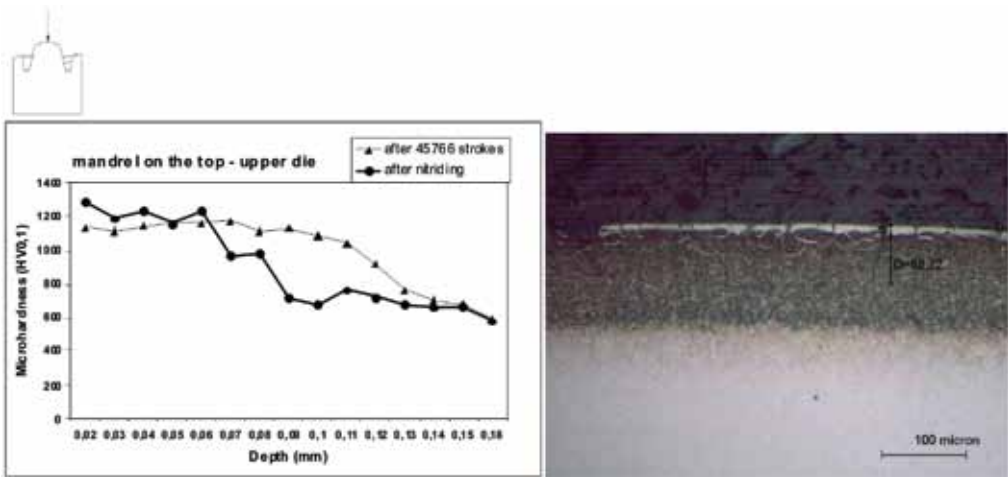 mandrel on the top - upper die
after 45766 strokes
after nitriding
Microhardness (HV0,1)
1400
1200
1000
800
600
400
200
0
0,02 0,03 0,04 0,05 0,06 0,07 0,08 0,09 0,1 0,11 0,12 0,13 0,14 0,15 0,16
Depth (mm)
100 micron